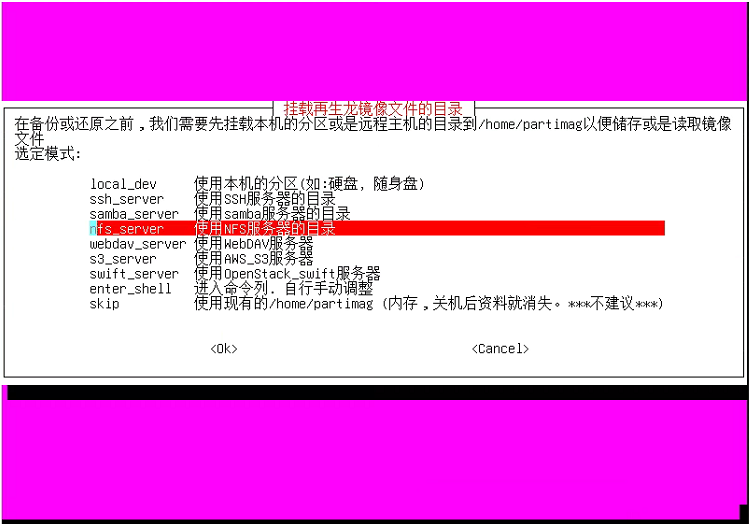 挂载再生龙镜像文件的目录
在备份或还原之前,我们需要先挂载本机的分区或是远程主机的目录到/home/partimag以便储存或是读取镜像
文件
选定模式:
local_dev 使用本机的分区(如:硬盘, 随身盘)
ssh_server 使用SSH服务器的目录
samba_server 使用samba服务器的目录
nfs_server 使用NFS服务器的目录
webdav_server 使用WebDAV服务器
s3_server 使用AWS_S3服务器
swift_server 使用OpenStack_swift服务器
enter_shell 进入命令列. 自行手动调整
skip 使用现有的/home/partimag (内存,关机后资料就消失。***不建议***)
<Ok> <Cancel>